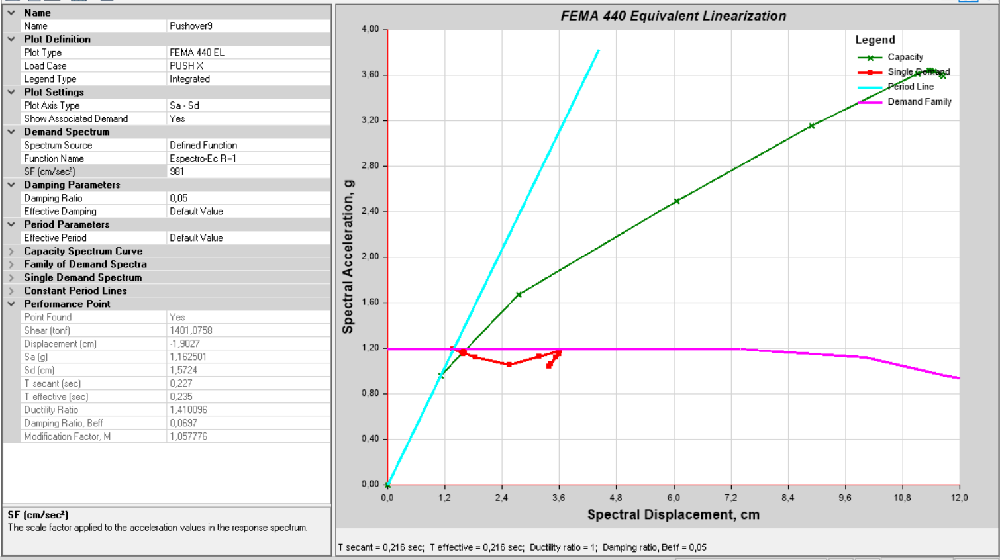 Name
Name Pushover9
Plot Definition
Plot Type FEMA 440 EL
Load Case PUSH X
Legend Type Integrated
Plot Settings
Plot Axis Type Sa - Sd
Show Associated Demand Yes
Demand Spectrum
Spectrum Source Defined Function
Function Name Espectro-Ec R=1
SF (cm/sec²) 981
Damping Parameters
Damping Ratio 0,05
Effective Damping Default Value
Period Parameters
Effective Period Default Value
Capacity Spectrum Curve
Family of Demand Spectra
Single Demand Spectrum
Constant Period Lines
Performance Point
Point Found Yes
Shear (tonf) 1401,0758
Displacement (cm) -1,9027
Sa (g) 1,162501
Sd (cm) 1,5724
T secant (sec) 0,227
T effective (sec) 0,235
Ductility Ratio 1,410096
Damping Ratio, Beff 0,0697
Modification Factor, M 1,057776
SF (cm/sec²)
The scale factor applied to the acceleration values in the response spectrum.
FEMA 440 Equivalent Linearization
Legend
Capacity
Single Demand
Period Line
Demand Family
4,00
3,60
3,20
2,80
2,40
2,00
1,60
1,20
0,80
0,40
0,00
Spectral Acceleration, g
0,0 1,2 2,4 3,6 4,8 6,0 7,2 8,4 9,6 10,8 12,0
Spectral Displacement, cm
T secant = 0,216 sec; T effective = 0,216 sec; Ductility ratio = 1; Damping ratio, Beff = 0,05